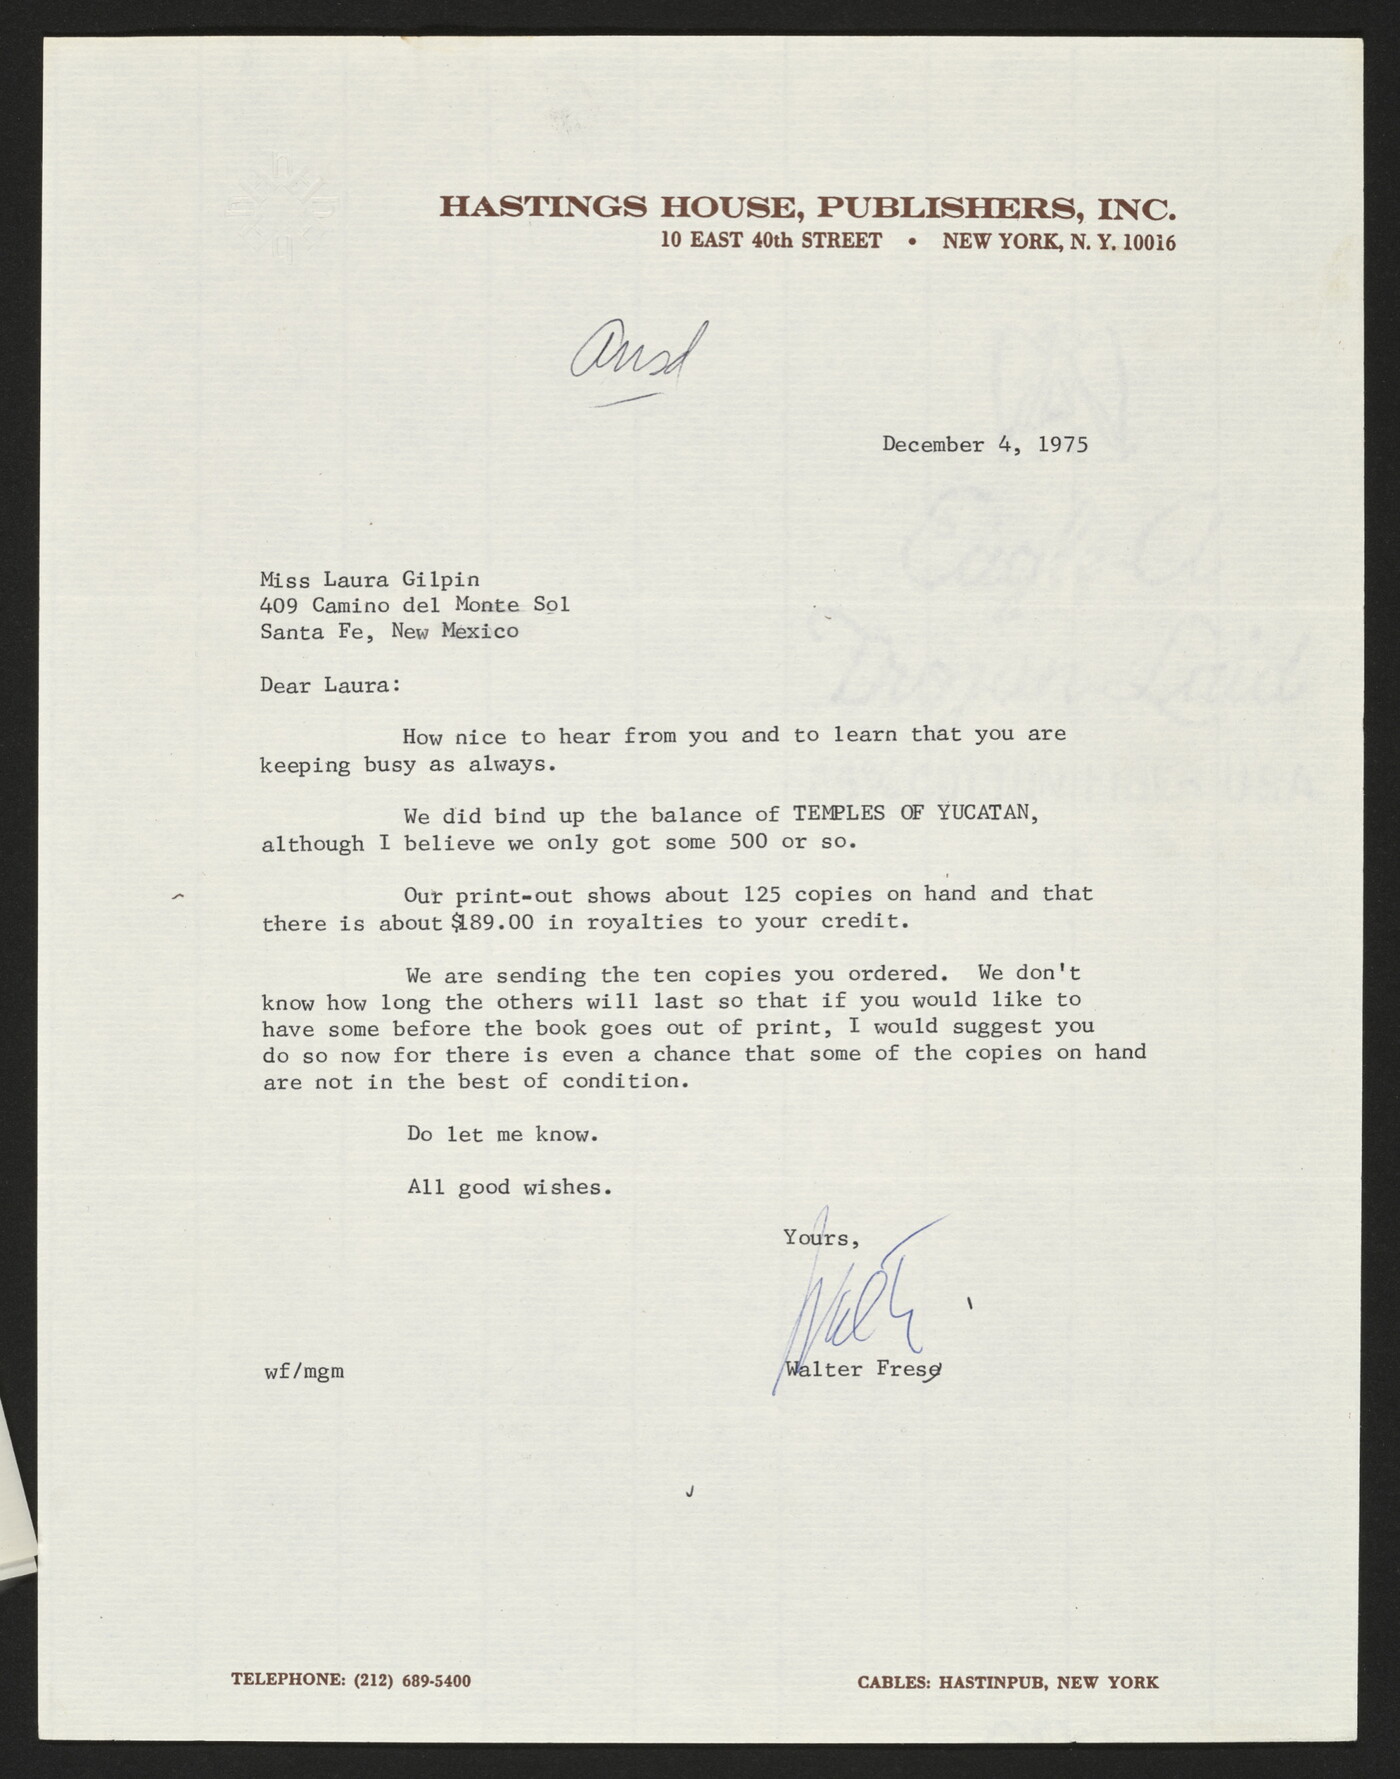 HASTINGS HOUSE, PUBLISHERS, INC.
10 EAST 40th STREET • NEW YORK, N. Y. 10016
Ansd
December 4, 1975
Miss Laura Gilpin
409 Camino del Monte Sol
Santa Fe, New Mexico
Dear Laura:
How nice to hear from you and to learn that you are
keeping busy as always.
We did bind up the balance of TEMPLES OF YUCATAN,
although I believe we only got some 500 or so.
Our print-out shows about 125 copies on hand and that
there is about $189.00 in royalties to your credit.
We are sending the ten copies you ordered. We don't
know how long the others will last so that if you would like to
have some before the book goes out of print, I would suggest you
do so now for there is even a chance that some of the copies on hand
are not in the best of condition.
Do let me know.
All good wishes.
Yours,
Walter
Walter Frese
wf/mgm
TELEPHONE: (212) 689-5400
CABLES: HASTINPUB, NEW YORK